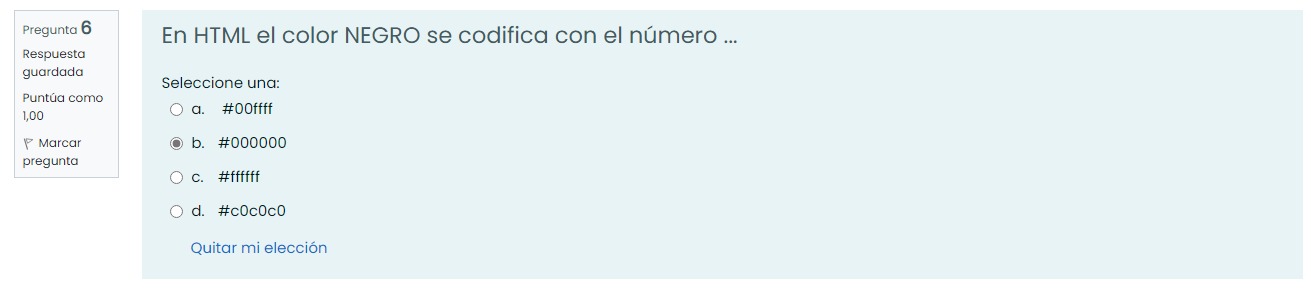 Pregunta 6
Respuesta
guardada
Puntúa como
1,00
Marcar
pregunta
En HTML el color NEGRO se codifica con el número ...
Seleccione una:
a. #00ffff
b. #000000
c. #ffffff
d. #c0c0c0
Quitar mi elección